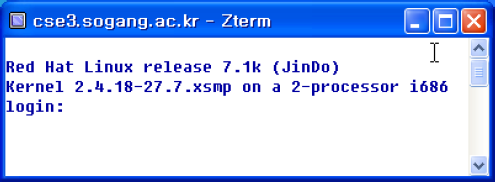 cse3.sogang.ac.kr - Zterm
Red Hat Linux release 7.1k (JinDo)
Kernel 2.4.18-27.7.xsmp on a 2-processor i686
login: